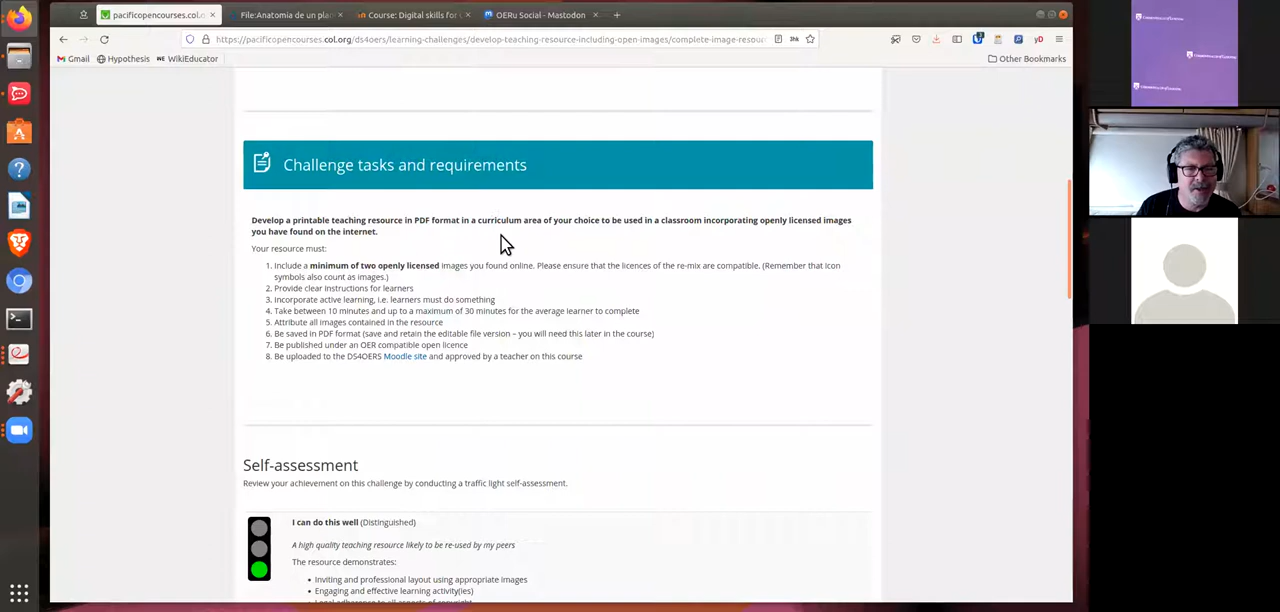 pacificopencourses.col.o
File:Anatomia de un plan
Course: Digital skills for
OERu Social - Mastodon
https://pacificopencourses.col.org/ds4oers/learning-challenges/develop-teaching-resource-including-open-images/complete-image-resou
Gmail
Hypothesis
WikiEducator
Other Bookmarks
Challenge tasks and requirements
Develop a printable teaching resource in PDF format in a curriculum area of your choice to be used in a classroom incorporating openly licensed images
you have found on the internet.
Your resource must:
1. Include a minimum of two openly licensed images you found online. Please ensure that the licences of the re-mix are compatible. (Remember that icon
symbols also count as images.)
2. Provide clear instructions for learners
3. Incorporate active learning, i.e. learners must do something
4. Take between 10 minutes and up to a maximum of 30 minutes for the average learner to complete
5. Attribute all images contained in the resource
6. Be saved in PDF format (save and retain the editable file version – you will need this later in the course)
7. Be published under an OER compatible open licence
8. Be uploaded to the DS4OERS Moodle site and approved by a teacher on this course
Self-assessment
Review your achievement on this challenge by conducting a traffic light self-assessment.
I can do this well (Distinguished)
A high quality teaching resource likely to be re-used by my peers
The resource demonstrates:
• Inviting and professional layout using appropriate images
• Engaging and effective learning activity(ies)
• Legal adherence to all aspects of copyright